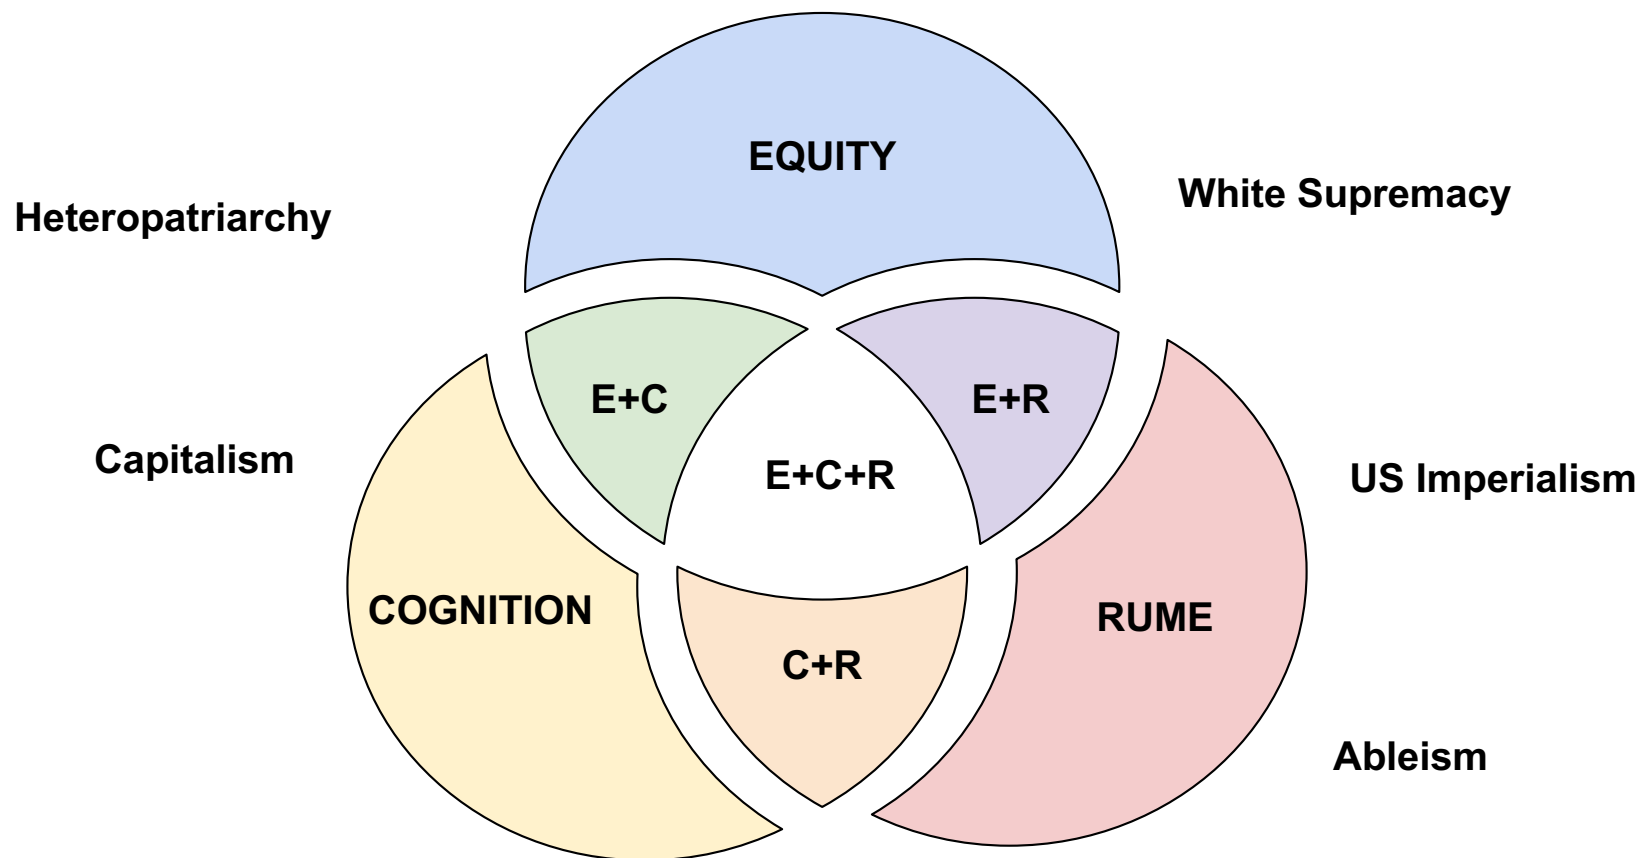 EQUITY
White Supremacy
Heteropatriarchy
E+C
E+R
Capitalism
E+C+R
US Imperialism
COGNITION
RUME
C+R
Ableism